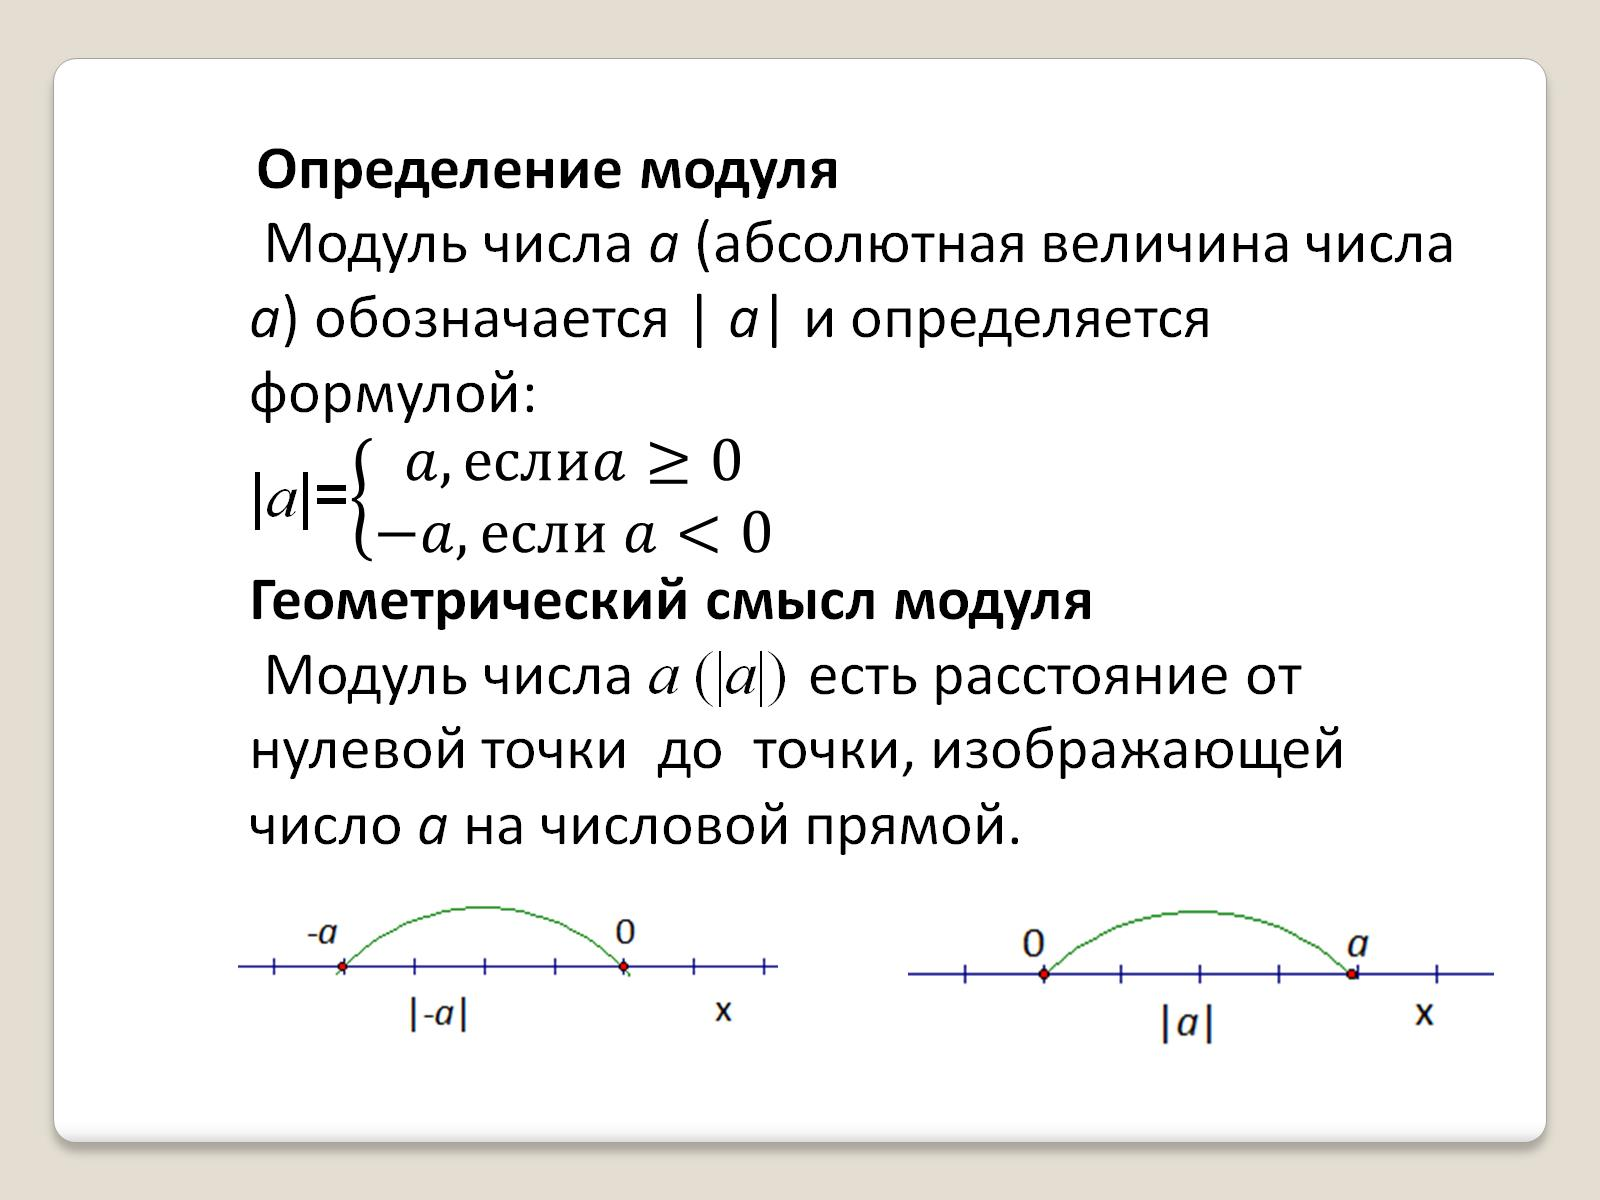 Определение модуля
Модуль числа a (абсолютная величина числа
a) обозначается | a| и определяется
формулой:
|a|={ a, еслиa ≥ 0
−a, если a < 0
Геометрический смысл модуля
Модуль числа a (|a|) есть расстояние от
нулевой точки до точки, изображающей
число a на числовой прямой.
-a 0
|-a| x
0 a
|a| x